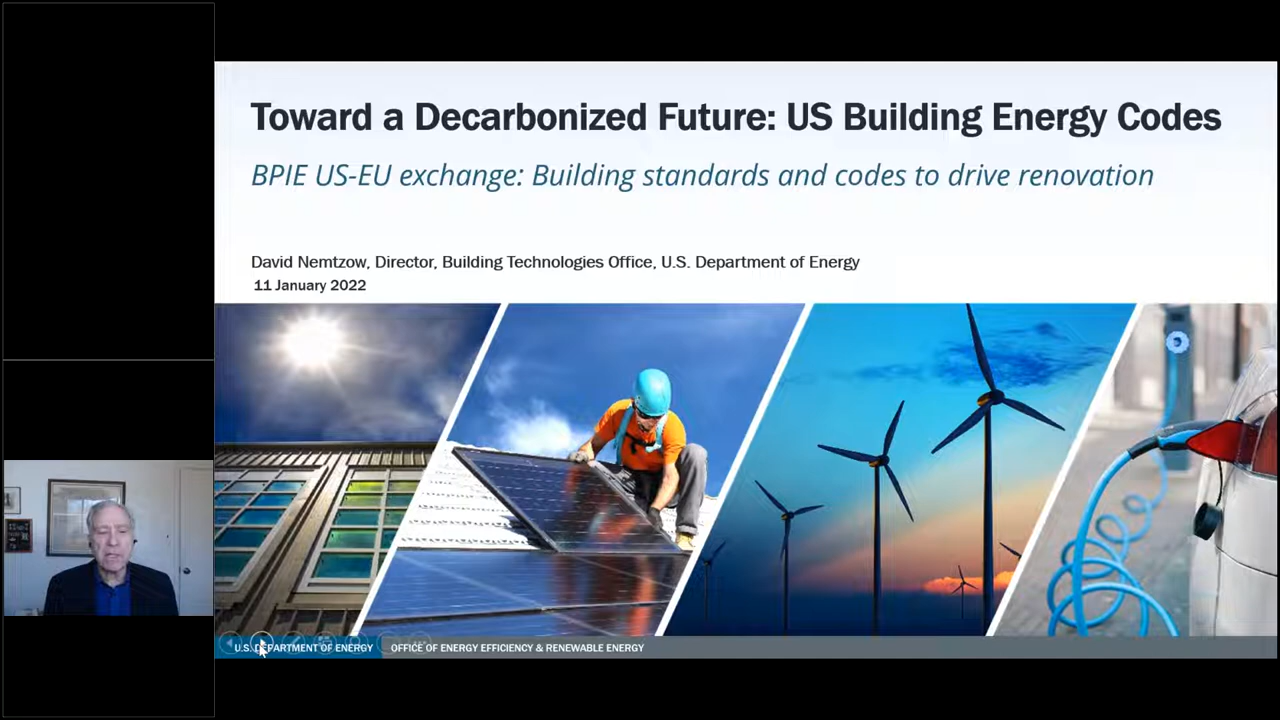 Toward a Decarbonized Future: US Building Energy Codes
BPIE US-EU exchange: Building standards and codes to drive renovation
David Nemtzow, Director, Building Technologies Office, U.S. Department of Energy
11 January 2022
U.S. DEPARTMENT OF ENERGY OFFICE OF ENERGY EFFICIENCY & RENEWABLE ENERGY